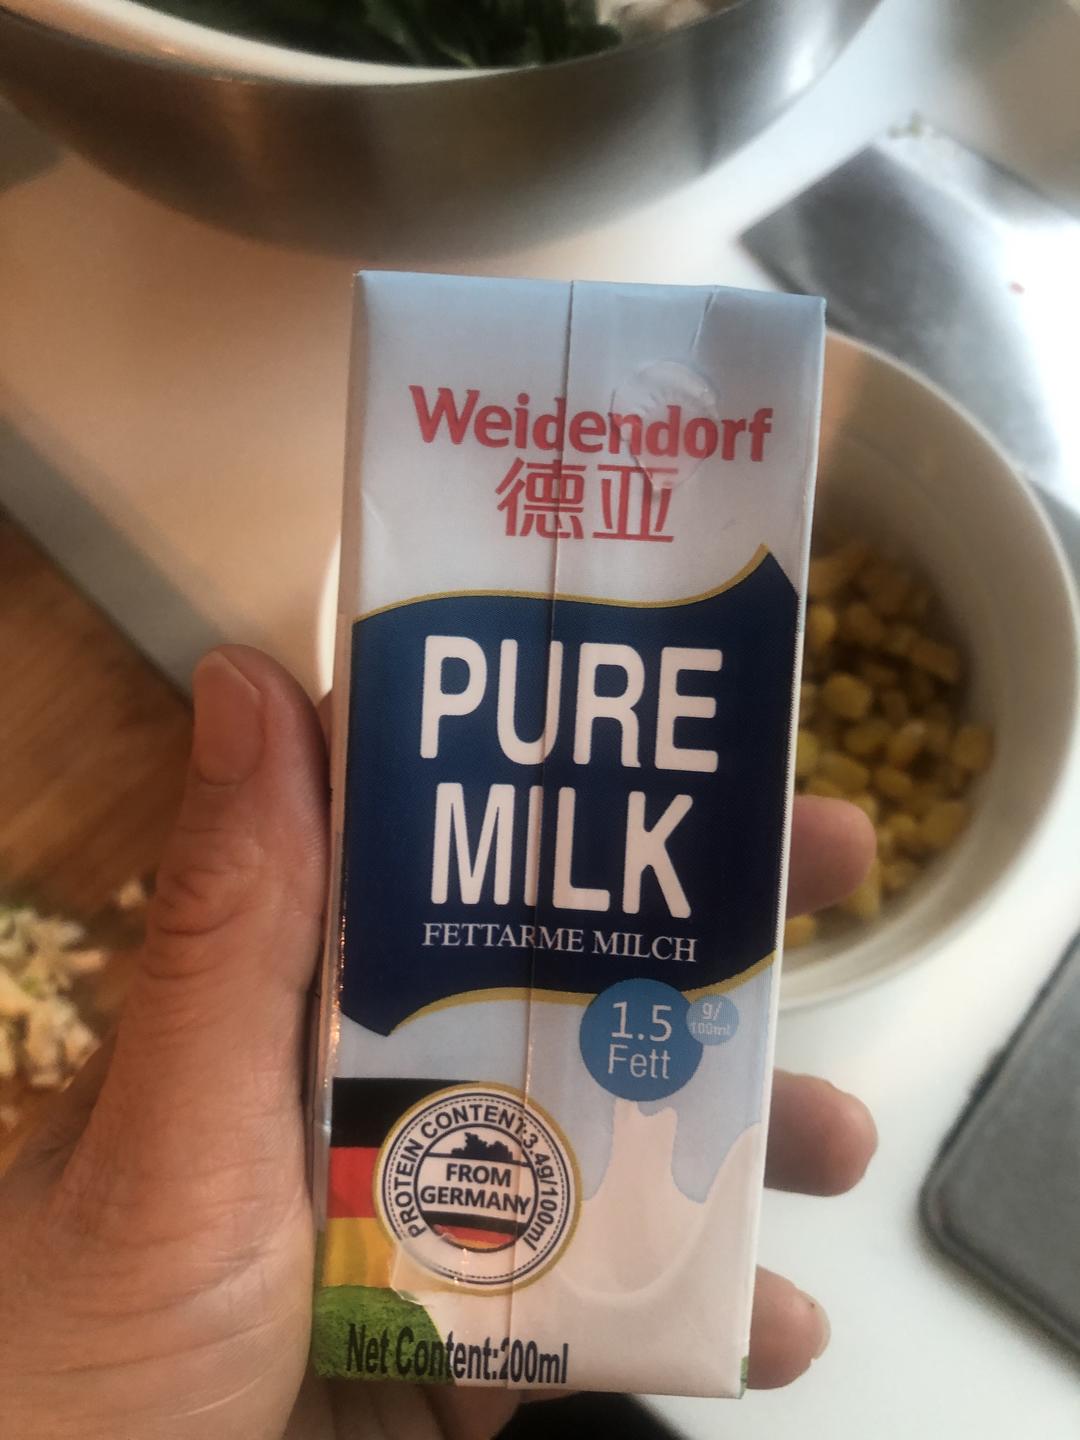 Weidendorf
德亚
PURE
MILK
FETTARME MILCH
1.5
Fett
g/
100ml
PROTEIN CONTENT:3.4g/100ml
FROM
GERMANY
Net Content:200ml